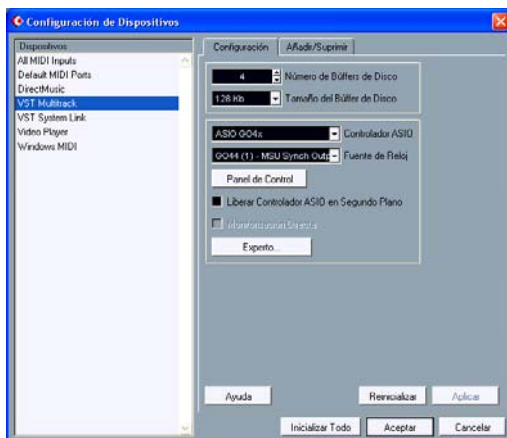 Configuración de Dispositivos
Dispositivos
All MIDI Inputs
Default MIDI Ports
DirectMusic
VST Multitrack
VST System Link
Video Player
Windows MIDI
Configuración
Añadir/Suprimir
4 Número de Búffers de Disco
128 Kb Tamaño del Búffer de Disco
ASIO GO4x Controlador ASIO
GO44 (1) - MSU Synch Outp Fuente de Reloj
Panel de Control
Liberar Controlador ASIO en Segundo Plano
Monitorización Directa
Experto...
Ayuda
Reinicializar
Aplicar
Inicializar Todo
Aceptar
Cancelar